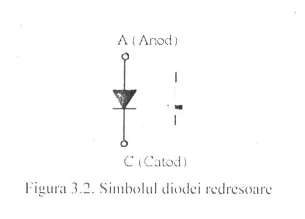 A (Anod)
C (Catod)
Figura 3.2. Simbolul diodei redresoare